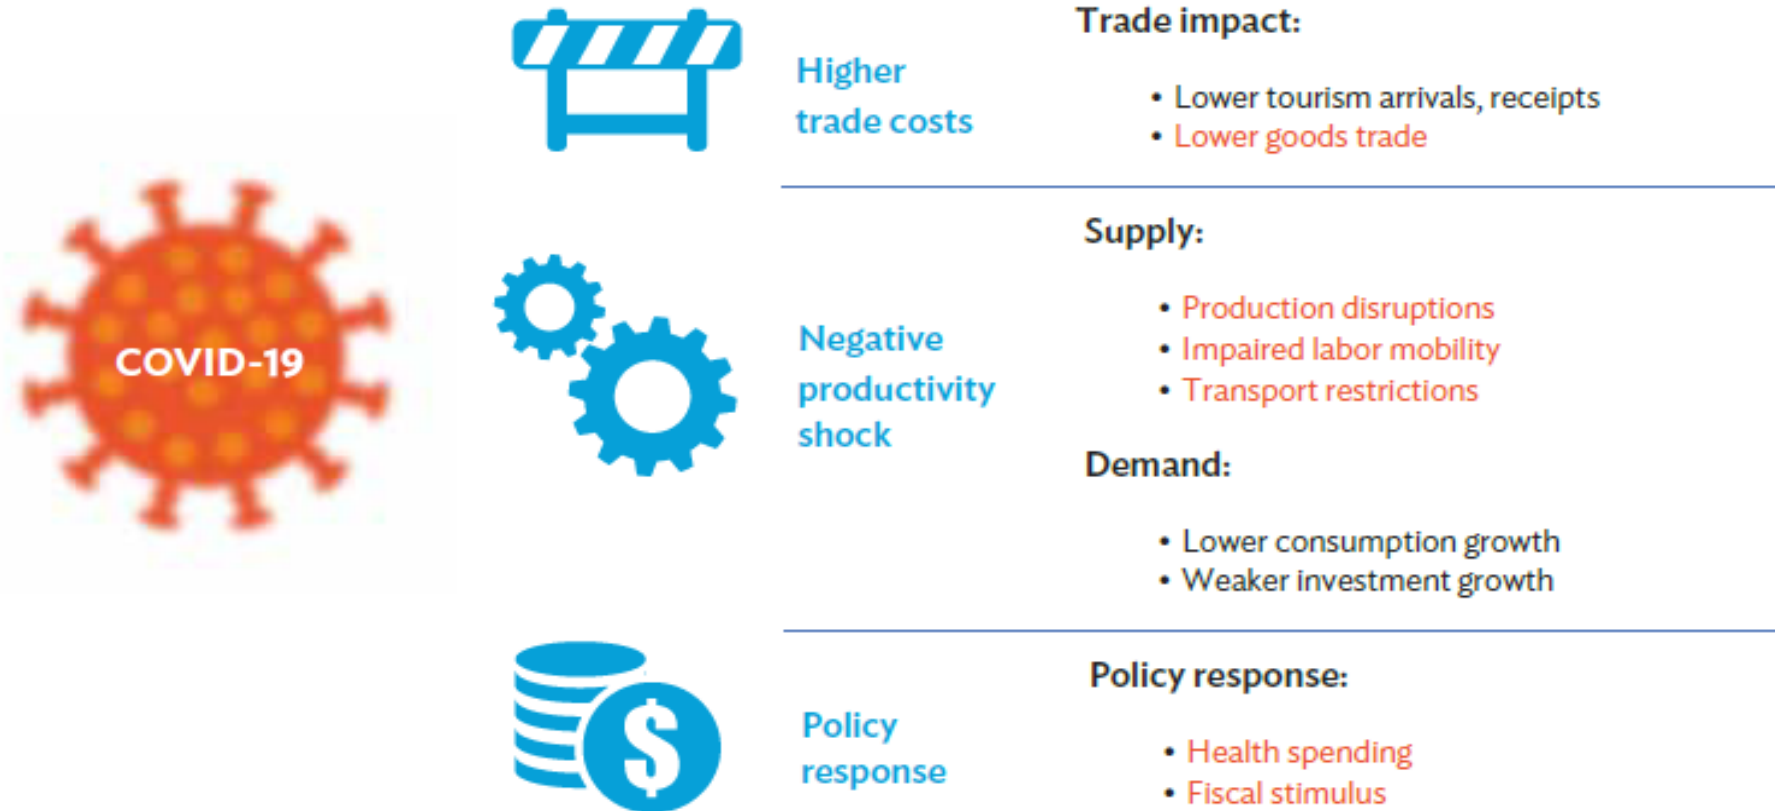 COVID-19
Higher
trade costs
Trade impact:
• Lower tourism arrivals, receipts
• Lower goods trade
Negative
productivity
shock
Supply:
• Production disruptions
• Impaired labor mobility
• Transport restrictions
Demand:
• Lower consumption growth
• Weaker investment growth
Policy
response
Policy response:
• Health spending
• Fiscal stimulus
$